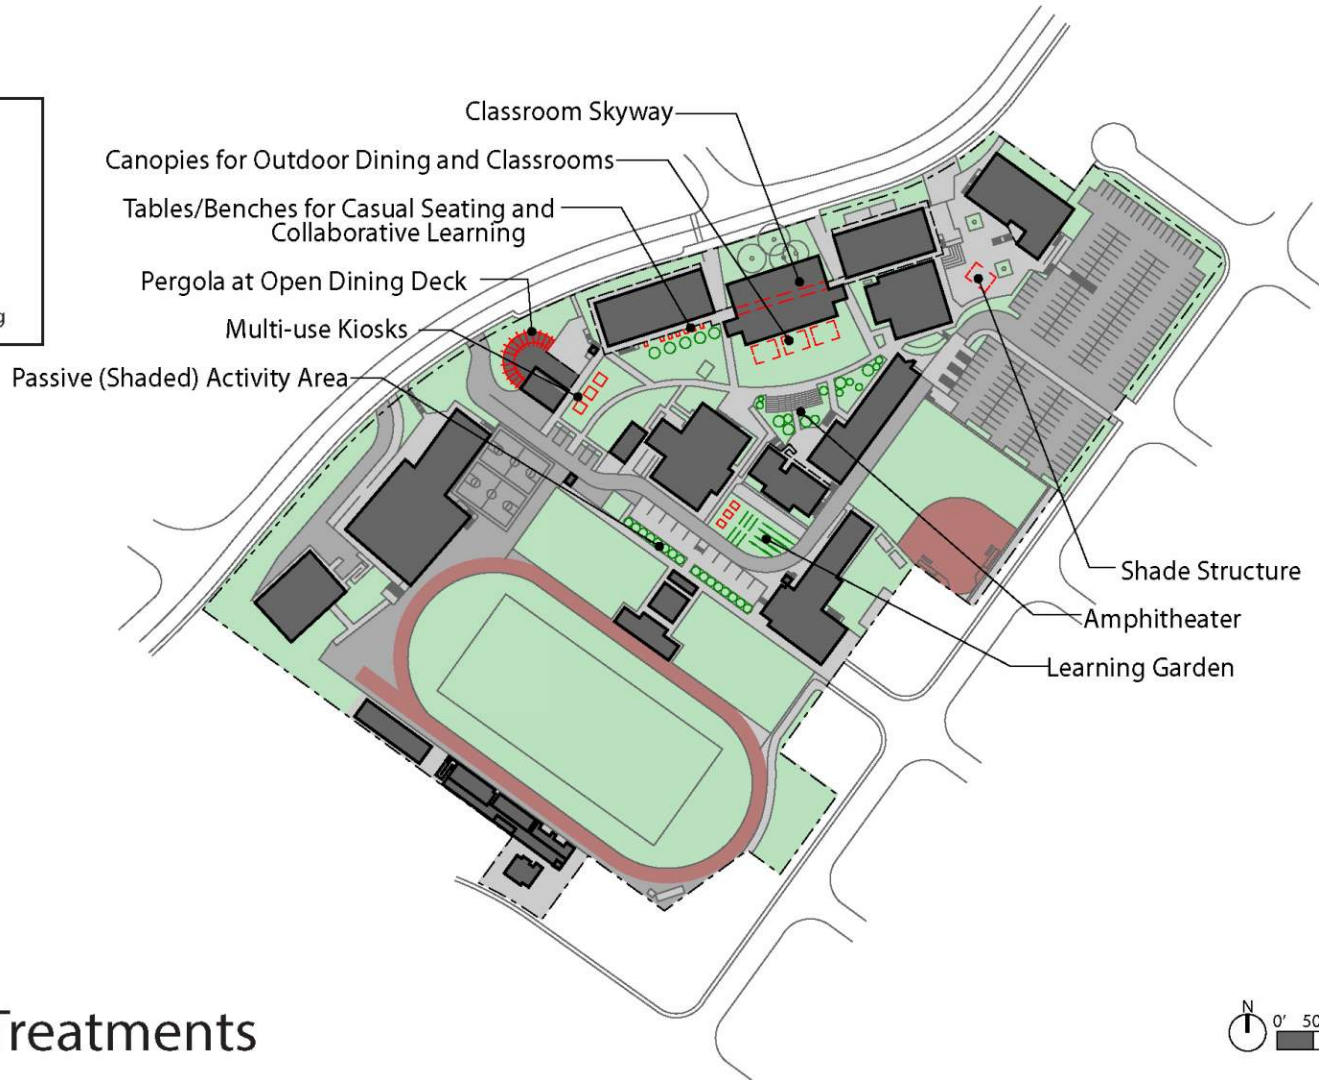 Classroom Skyway
Canopies for Outdoor Dining and Classrooms
Tables/Benches for Casual Seating and
Collaborative Learning
Pergola at Open Dining Deck
Multi-use Kiosks
g
Passive (Shaded) Activity Area
Shade Structure
Amphitheater
Learning Garden
Treatments
N
0' 50